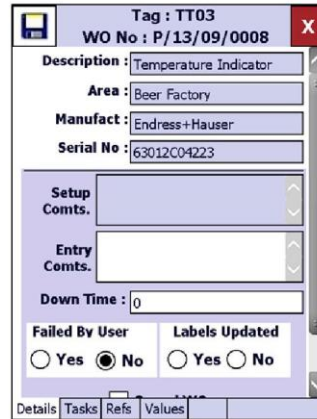 Tag : TT03
WO No : P/13/09/0008
X
Description : Temperature Indicator
Area : Beer Factory
Manufact : Endress+Hauser
Serial No : 63012C04223
Setup
Comts.
Entry
Comts.
Down Time : 0
Failed By User Labels Updated
Yes No Yes No
Details Tasks Refs Values